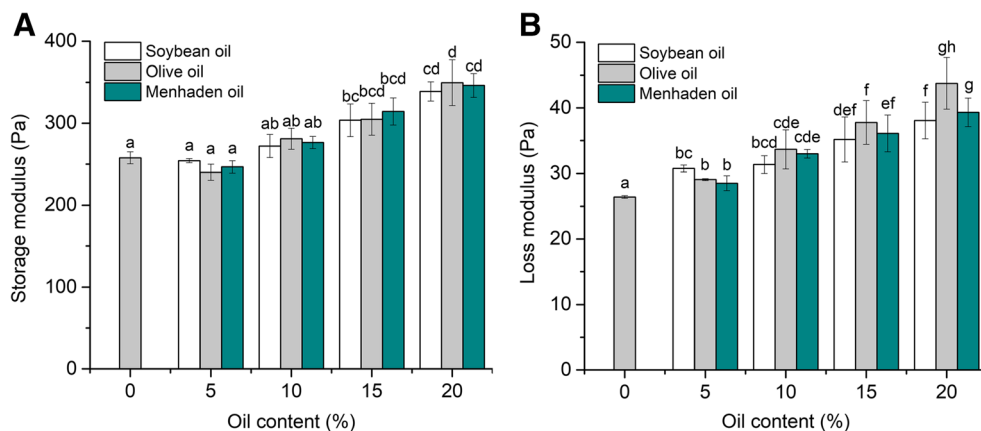 A
Storage modulus (Pa)
400
300
200
100
0
Soybean oil
Olive oil
Menhaden oil
a
a
a
a
ab
ab
ab
bc
bcd
bcd
cd
d
cd
0
5
10
15
20
Oil content (%)
B
Loss modulus (Pa)
50
40
30
20
10
0
Soybean oil
Olive oil
Menhaden oil
a
bc
b
b
bcd
cde
cde
def
f
ef
f
gh
g
0
5
10
15
20
Oil content (%)